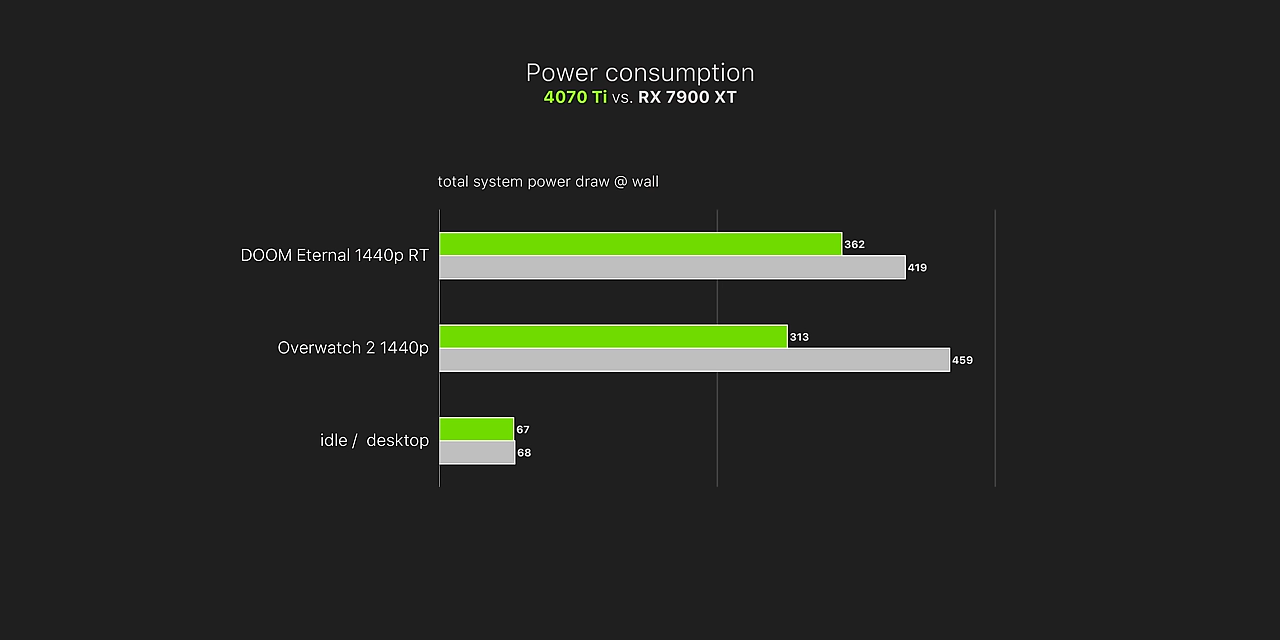 Power consumption
4070 Ti vs. RX 7900 XT
total system power draw @ wall
DOOM Eternal 1440p RT
362
419
Overwatch 2 1440p
313
459
idle / desktop
67
68